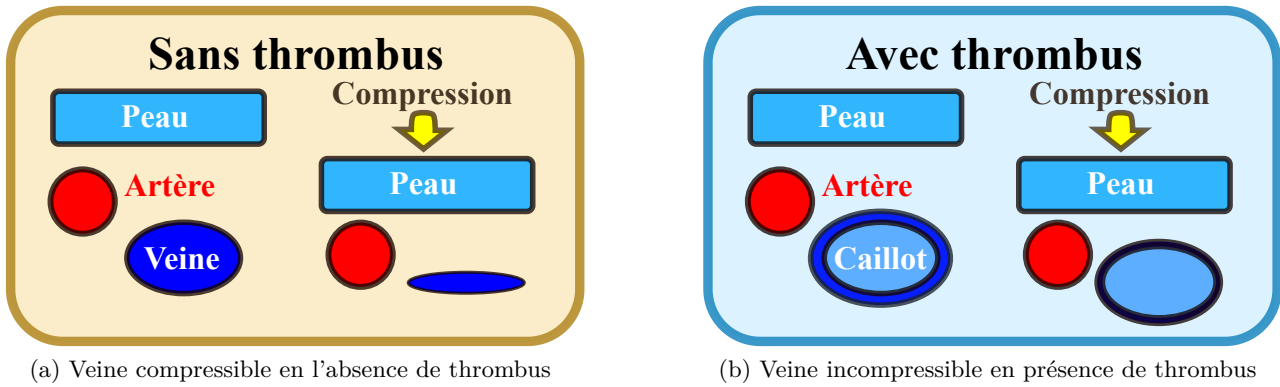 Sans thrombus
Compression
Peau
Artère
Peau
Veine
(a) Veine compressible en l'absence de thrombus
Avec thrombus
Compression
Peau
Artère
Peau
Caillot
(b) Veine incompressible en présence de thrombus